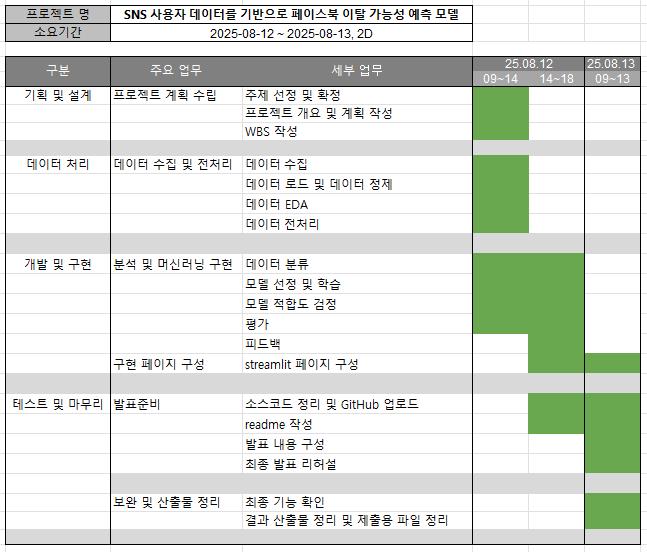 프로젝트 명 SNS 사용자 데이터를 기반으로 페이스북 이탈 가능성 예측 모델
소요기간 2025-08-12 ~ 2025-08-13, 2D
구분 주요 업무 세부 업무 25.08.12 25.08.13
09~14 14~18 09~13
기획 및 설계 프로젝트 계획 수립 주제 선정 및 확정
프로젝트 개요 및 계획 작성
WBS 작성
데이터 처리 데이터 수집 및 전처리 데이터 수집
데이터 로드 및 데이터 정제
데이터 EDA
데이터 전처리
개발 및 구현 분석 및 머신러닝 구현 데이터 분류
모델 선정 및 학습
모델 적합도 검정
평가
피드백
구현 페이지 구성 streamlit 페이지 구성
테스트 및 마무리 발표준비 소스코드 정리 및 GitHub 업로드
readme 작성
발표 내용 구성
최종 발표 리허설
보완 및 산출물 정리 최종 기능 확인
결과 산출물 정리 및 제출용 파일 정리